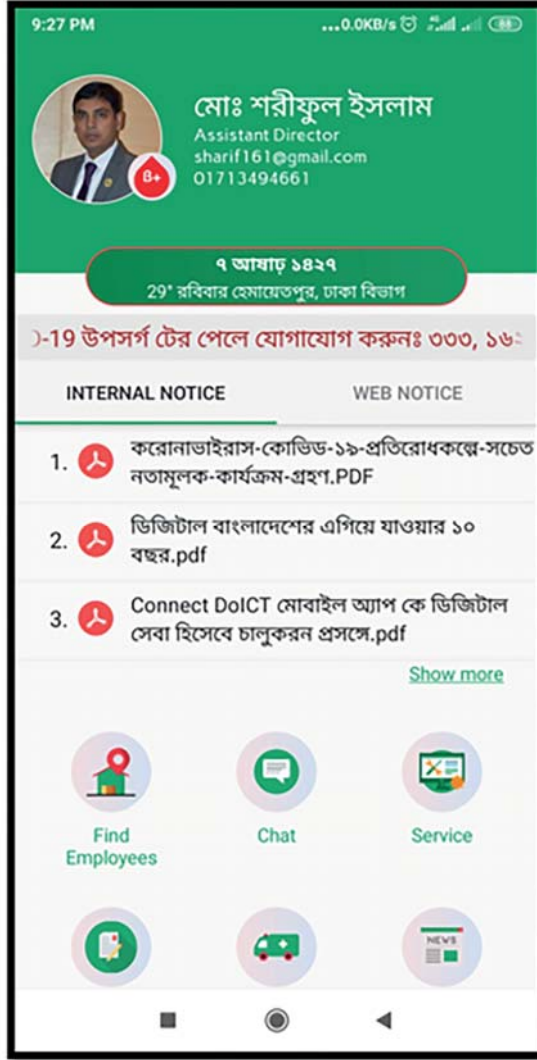 9:27 PM
...0.0KB/s 4G 88
মোঃ শরীফুল ইসলাম
Assistant Director
sharif161@gmail.com
01713494661
B+
৭ আষাঢ় ১৪২৭
29° রবিবার হেমায়েতপুর, ঢাকা বিভাগ
-19 উপসর্গ টের পেলে যোগাযোগ করুনঃ ৩৩৩, ১৬
INTERNAL NOTICE
WEB NOTICE
1. করোনাভাইরাস-কোভিড-১৯-প্রতিরোধকল্পে-সচেত
নতামূলক-কার্যক্রম-গ্রহণ.PDF
2. ডিজিটাল বাংলাদেশের এগিয়ে যাওয়ার ১০
বছর.pdf
3. Connect DoICT মোবাইল অ্যাপ কে ডিজিটাল
সেবা হিসেবে চালুকরন প্রসঙ্গে.pdf
Show more
Find
Employees
Chat
Service
NEWS